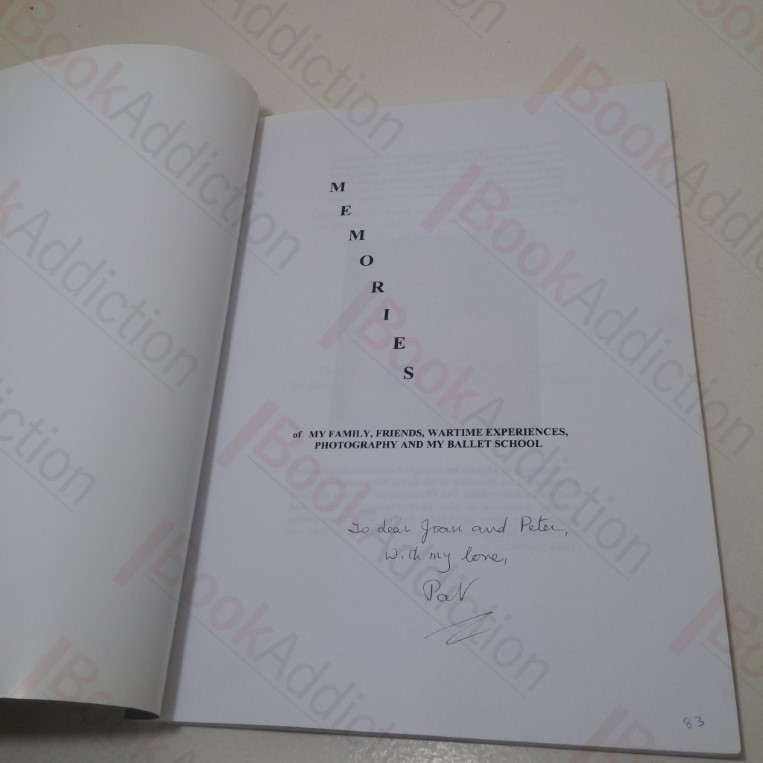 M
E
M
O
R
I
E
S
of MY FAMILY, FRIENDS, WARTIME EXPERIENCES,
PHOTOGRAPHY AND MY BALLET SCHOOL
To dear Joan and Peter,
With my love,
Pat
83
BookAddiction